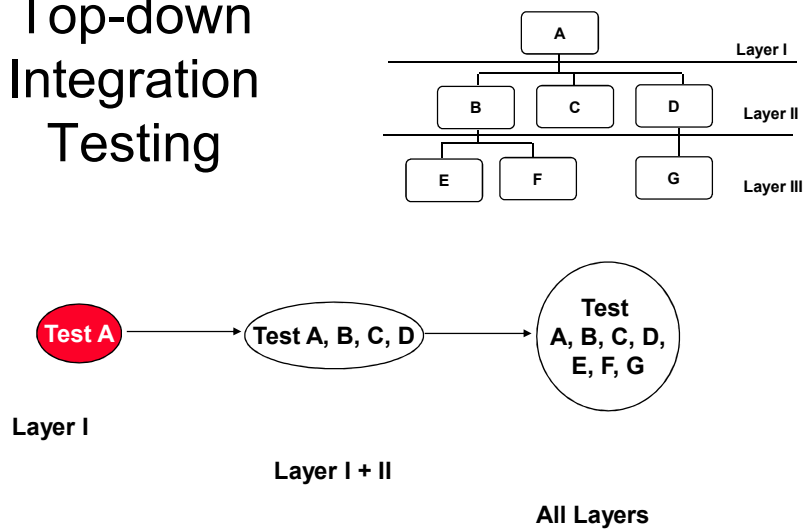 Top-down
Integration
Testing
A
Layer I
B
C
D
Layer II
E
F
G
Layer III
Test A
Test A, B, C, D
Test
A, B, C, D,
E, F, G
Layer I
Layer I + II
All Layers